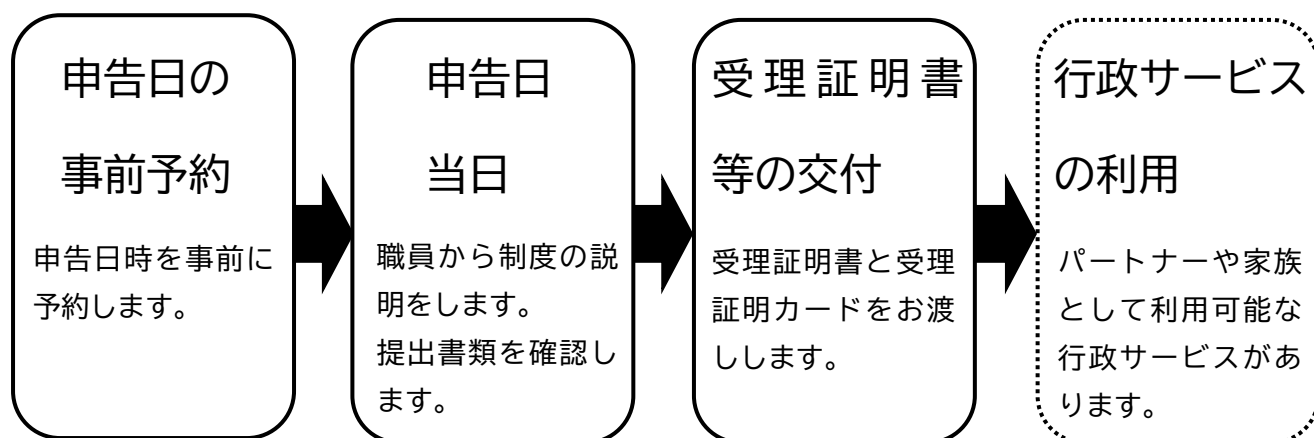 申告日の
事前予約
申告日時を事前に
予約します。
申告日
当日
職員から制度の説
明をします。
提出書類を確認し
ます。
受理証明書
等の交付
受理証明書と受理
証明カードをお渡
しします。
行政サービス
の利用
パートナーや家族
として利用可能な
行政サービスがあ
ります。